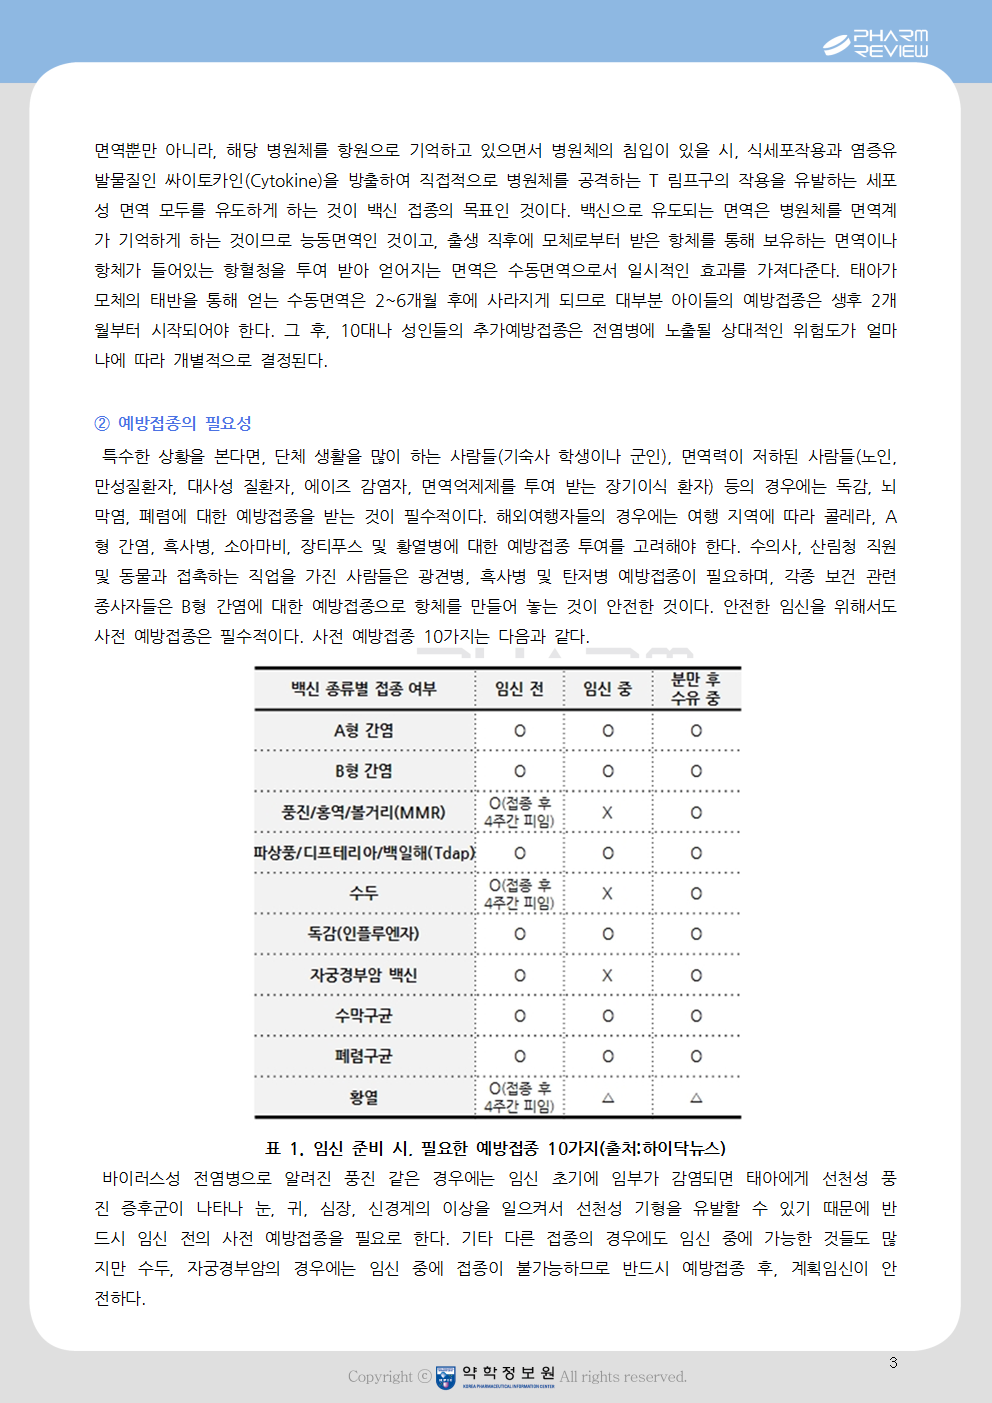 PHARM
REVIEW
면역뿐만 아니라, 해당 병원체를 항원으로 기억하고 있으면서 병원체의 침입이 있을 시, 식세포작용과 염증유
발물질인 싸이토카인(Cytokine)을 방출하여 직접적으로 병원체를 공격하는 T 림프구의 작용을 유발하는 세포
성 면역 모두를 유도하게 하는 것이 백신 접종의 목표인 것이다. 백신으로 유도되는 면역은 병원체를 면역계
가 기억하게 하는 것이므로 능동면역인 것이고, 출생 직후에 모체로부터 받은 항체를 통해 보유하는 면역이나
항체가 들어있는 항혈청을 투여 받아 얻어지는 면역은 수동면역으로서 일시적인 효과를 가져다준다. 태아가
모체의 태반을 통해 얻는 수동면역은 2~6개월 후에 사라지게 되므로 대부분 아이들의 예방접종은 생후 2개
월부터 시작되어야 한다. 그 후, 10대나 성인들의 추가예방접종은 전염병에 노출될 상대적인 위험도가 얼마
냐에 따라 개별적으로 결정된다.
② 예방접종의 필요성
특수한 상황을 본다면, 단체 생활을 많이 하는 사람들(기숙사 학생이나 군인), 면역력이 저하된 사람들(노인,
만성질환자, 대사성 질환자, 에이즈 감염자, 면역억제제를 투여 받는 장기이식 환자) 등의 경우에는 독감, 뇌
막염, 폐렴에 대한 예방접종을 받는 것이 필수적이다. 해외여행자들의 경우에는 여행 지역에 따라 콜레라, A
형 간염, 흑사병, 소아마비, 장티푸스 및 황열병에 대한 예방접종 투여를 고려해야 한다. 수의사, 산림청 직원
및 동물과 접촉하는 직업을 가진 사람들은 광견병, 흑사병 및 탄저병 예방접종이 필요하며, 각종 보건 관련
종사자들은 B형 간염에 대한 예방접종으로 항체를 만들어 놓는 것이 안전한 것이다. 안전한 임신을 위해서도
사전 예방접종은 필수적이다. 사전 예방접종 10가지는 다음과 같다.
백신 종류별 접종 여부 임신 전 임신 중 분만 후 수유 중
A형 간염 O O O
B형 간염 O O O
풍진/홍역/볼거리(MMR) O(접종 후 4주간 피임) X O
파상풍/디프테리아/백일해(Tdap) O O O
수두 O(접종 후 4주간 피임) X O
독감(인플루엔자) O O O
자궁경부암 백신 O X O
수막구균 O O O
폐렴구균 O O O
황열 O(접종 후 4주간 피임) △ △
표 1. 임신 준비 시, 필요한 예방접종 10가지(출처:하이닥뉴스)
바이러스성 전염병으로 알려진 풍진 같은 경우에는 임신 초기에 임부가 감염되면 태아에게 선천성 풍
진 증후군이 나타나 눈, 귀, 심장, 신경계의 이상을 일으켜서 선천성 기형을 유발할 수 있기 때문에 반
드시 임신 전의 사전 예방접종을 필요로 한다. 기타 다른 접종의 경우에도 임신 중에 가능한 것들도 많
지만 수두, 자궁경부암의 경우에는 임신 중에 접종이 불가능하므로 반드시 예방접종 후, 계획임신이 안
전하다.
3
Copyright ⓒ 약학정보원 All rights reserved.
KOREA PHARMACEUTICAL INFORMATION CENTER